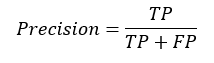 Precision = TP / (TP + FP)